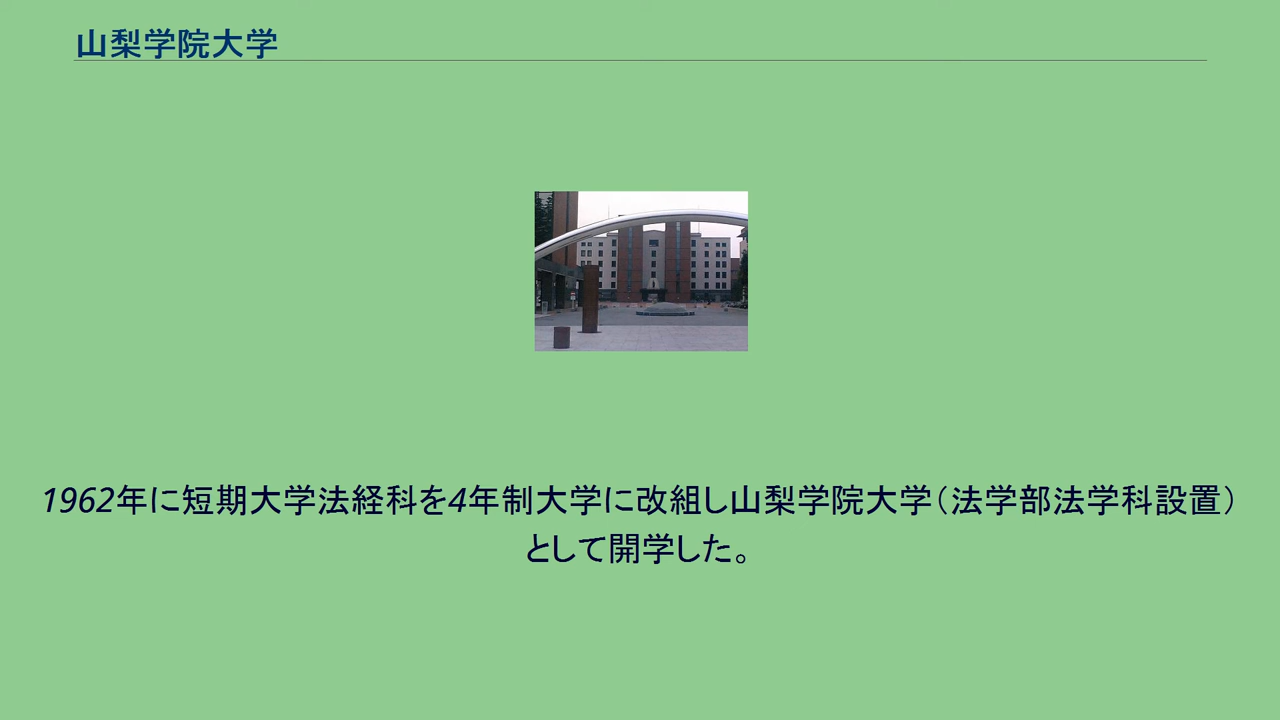 山梨学院大学
1962年に短期大学法経科を4年制大学に改組し山梨学院大学（法学部法学科設置）
として開学した。